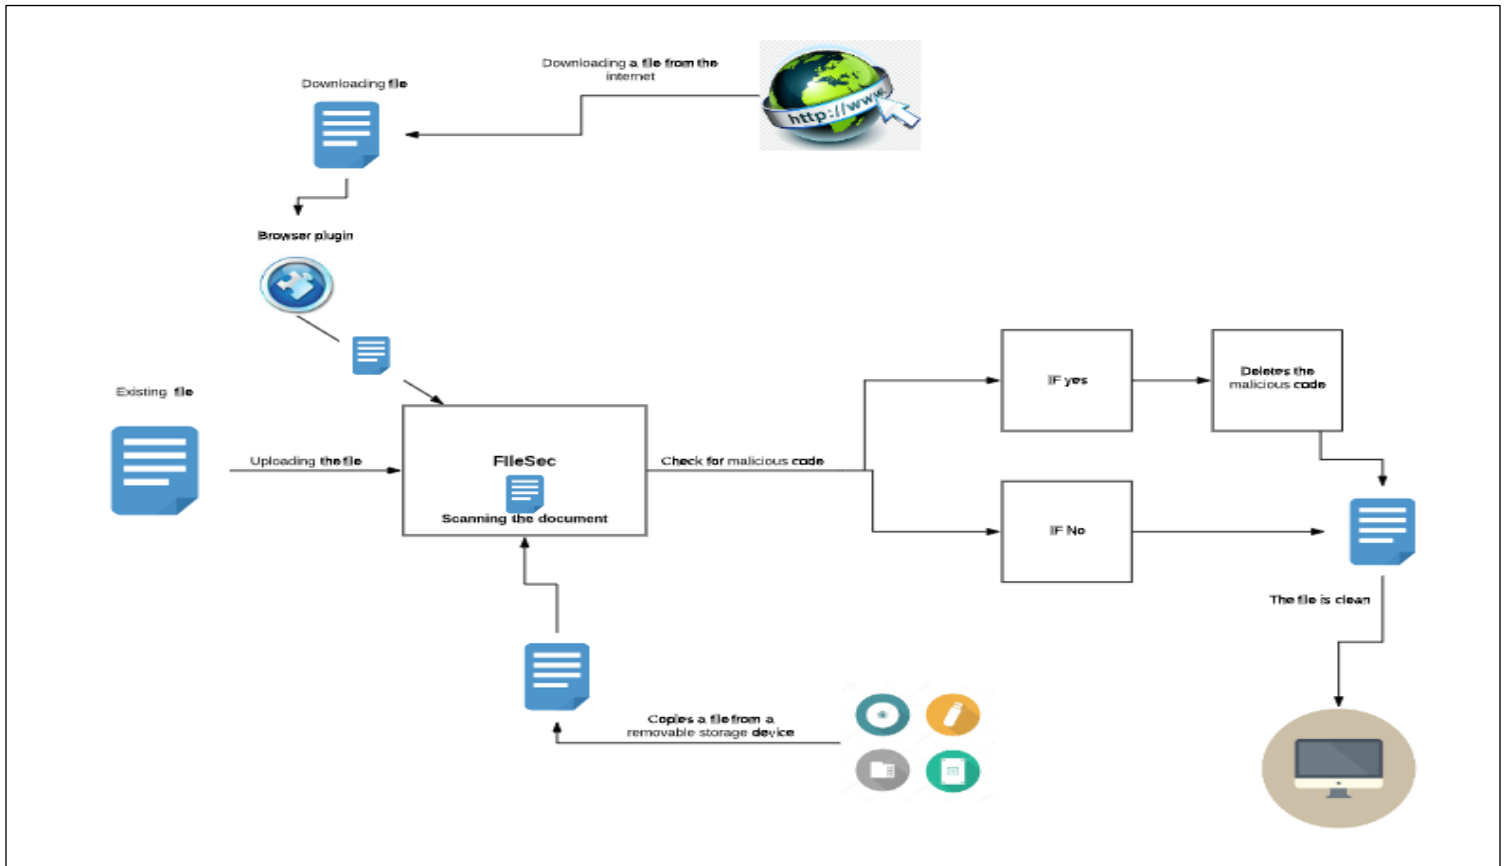 Downloading a file from the
internet
Downloading file
http://www.
Browser plugin
Existing file
Uploading the file
FileSec
Scanning the document
Check for malicious code
IF yes
Deletes the
malicious code
IF No
The file is clean
Copies a file from a
removable storage device